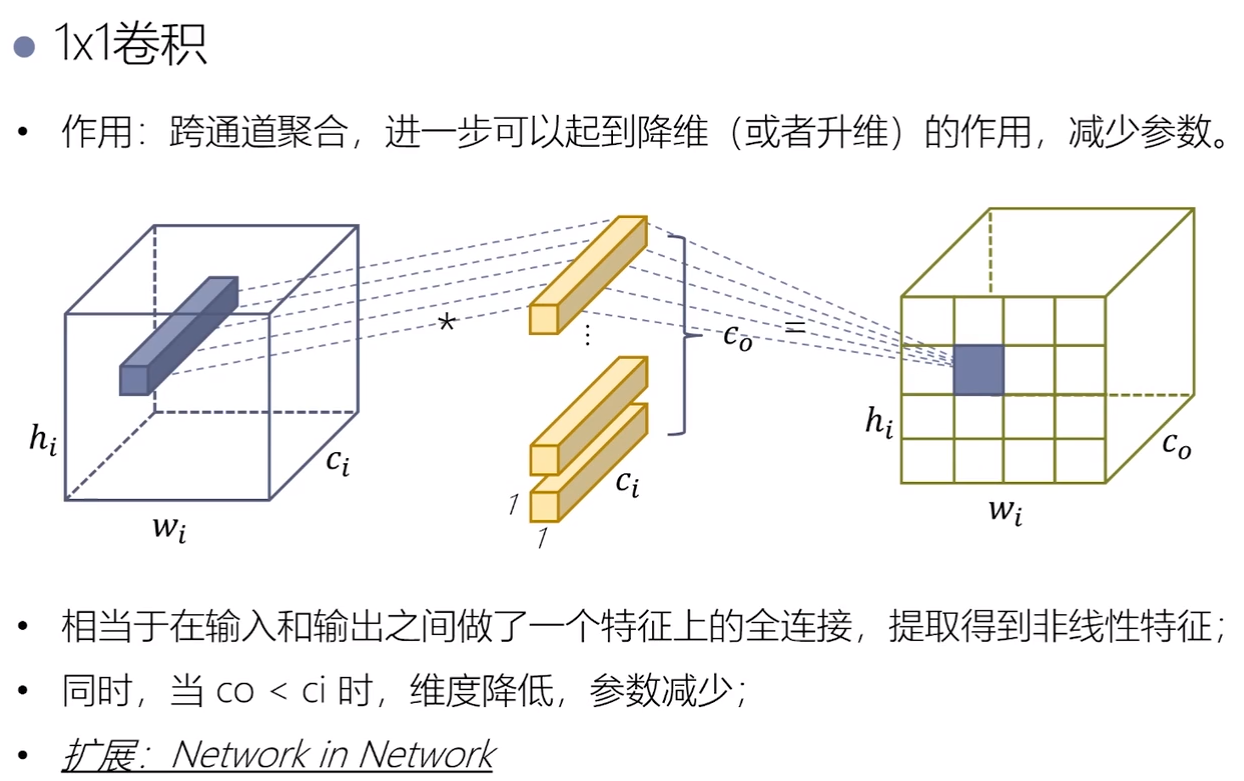 1x1卷积
作用：跨通道聚合，进一步可以起到降维（或者升维）的作用，减少参数。
*
⋮
c_o
=
h_i
c_i
w_i
c_i
1
1
h_i
c_o
w_i
相当于在输入和输出之间做了一个特征上的全连接，提取得到非线性特征；
同时，当 co < ci 时，维度降低，参数减少；
扩展：Network in Network